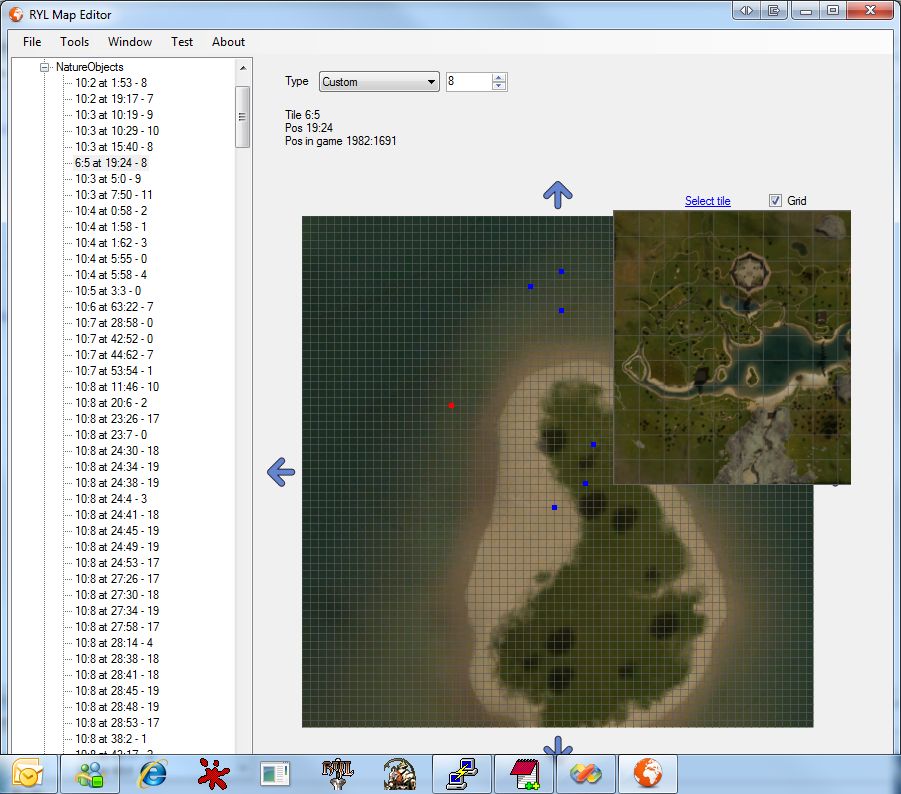 RYL Map Editor
File Tools Window Test About
NatureObjects
10:2 at 1:53 - 8
10:2 at 19:17 - 7
10:3 at 10:19 - 9
10:3 at 10:29 - 10
10:3 at 15:40 - 8
6:5 at 19:24 - 8
10:3 at 5:0 - 9
10:3 at 7:50 - 11
10:4 at 0:58 - 2
10:4 at 1:58 - 1
10:4 at 1:62 - 3
10:4 at 5:55 - 0
10:4 at 5:58 - 4
10:5 at 3:3 - 0
10:6 at 63:22 - 7
10:7 at 28:58 - 0
10:7 at 42:52 - 0
10:7 at 44:62 - 7
10:7 at 53:54 - 1
10:8 at 11:46 - 10
10:8 at 20:6 - 2
10:8 at 23:26 - 17
10:8 at 23:7 - 0
10:8 at 24:30 - 18
10:8 at 24:34 - 19
10:8 at 24:38 - 19
10:8 at 24:4 - 3
10:8 at 24:41 - 18
10:8 at 24:45 - 19
10:8 at 24:49 - 19
10:8 at 24:53 - 17
10:8 at 27:26 - 17
10:8 at 27:30 - 18
10:8 at 27:34 - 19
10:8 at 27:58 - 17
10:8 at 28:14 - 4
10:8 at 28:38 - 18
10:8 at 28:41 - 18
10:8 at 28:45 - 19
10:8 at 28:48 - 19
10:8 at 28:53 - 17
10:8 at 38:2 - 1
Type Custom 8
Tile 6:5
Pos 19:24
Pos in game 1982:1691
Select tile Grid
RYL